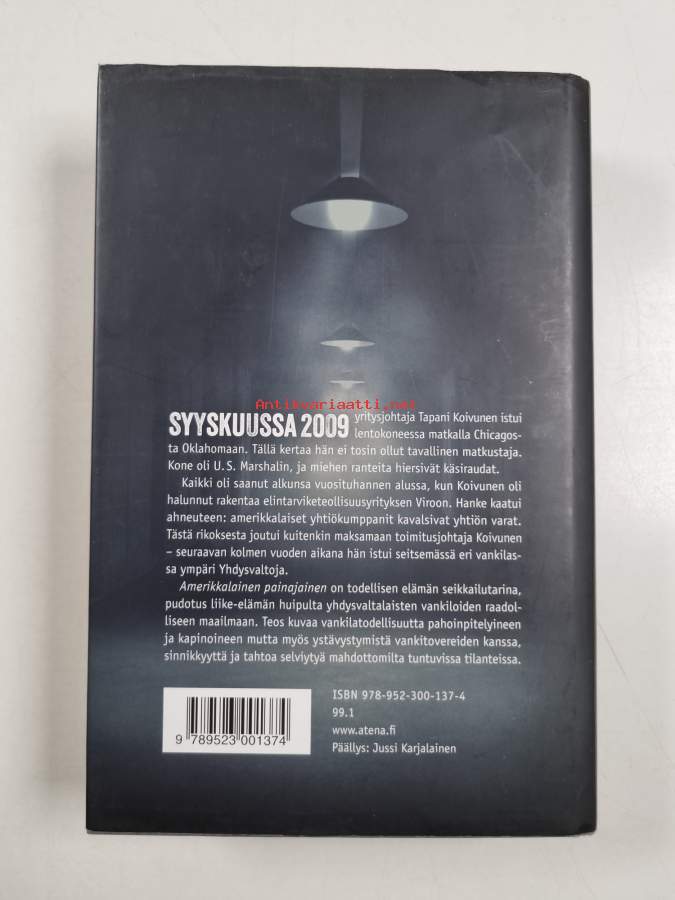 Antikvariaatti.net
SYYSKUUSSA 2009 yritysjohtaja Tapani Koivunen istui
lentokoneessa matkalla Chicagos-
ta Oklahomaan. Tällä kertaa hän ei tosin ollut tavallinen matkustaja.
Kone oli U. S. Marshalin, ja miehen ranteita hiersivät käsiraudat.
Kaikki oli saanut alkunsa vuosituhannen alussa, kun Koivunen oli
halunnut rakentaa elintarviketeollisuusyrityksen Viroon. Hanke kaatui
ahneuteen: amerikkalaiset yhtiökumppanit kavalsivat yhtiön varat.
Tästä rikoksesta joutui kuitenkin maksamaan toimitusjohtaja Koivunen
– seuraavan kolmen vuoden aikana hän istui seitsemässä eri vankilas-
sa ympäri Yhdysvaltoja.
Amerikkalainen painajainen on todellisen elämän seikkailutarina,
pudotus liike-elämän huipulta yhdysvaltalaisten vankiloiden raadol-
liseen maailmaan. Teos kuvaa vankilatodellisuutta pahoinpitelyineen
ja kapinoineen mutta myös ystävystymistä vankitovereiden kanssa,
sinnikkyyttä ja tahtoa selviytyä mahdottomilta tuntuvissa tilanteissa.
ISBN 978-952-300-137-4
99.1
www.atena.fi
Päällys: Jussi Karjalainen
9 789523 001374